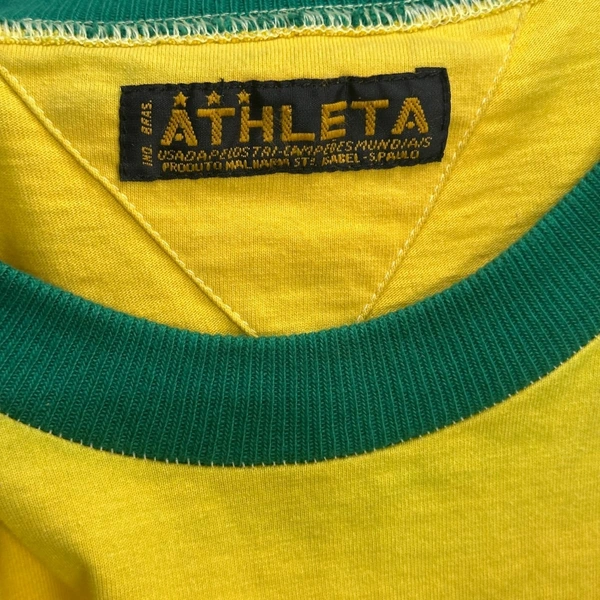 IND. BRAS.
ATHLETA
USADA PELOS TRI-CAMPEÕES MUNDIAIS
PRODUTO MALHARIA STA ISABEL - S.PAULO